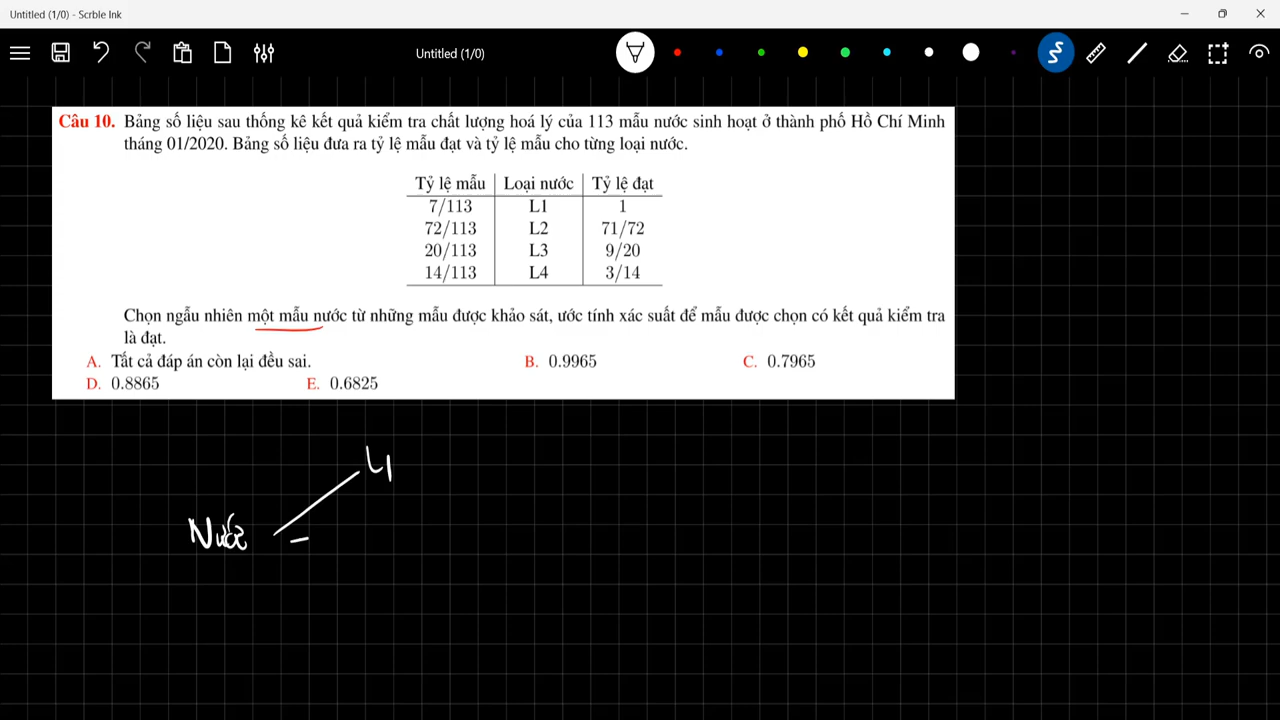 Untitled (1/0) - Scrble Ink
Untitled (1/0)
Câu 10. Bảng số liệu sau thống kê kết quả kiểm tra chất lượng hoá lý của 113 mẫu nước sinh hoạt ở thành phố Hồ Chí Minh
tháng 01/2020. Bảng số liệu đưa ra tỷ lệ mẫu đạt và tỷ lệ mẫu cho từng loại nước.
Tỷ lệ mẫu Loại nước Tỷ lệ đạt
7/113 L1 1
72/113 L2 71/72
20/113 L3 9/20
14/113 L4 3/14
Chọn ngẫu nhiên một mẫu nước từ những mẫu được khảo sát, ước tính xác suất để mẫu được chọn có kết quả kiểm tra
là đạt.
A. Tất cả đáp án còn lại đều sai. B. 0.9965 C. 0.7965
D. 0.8865 E. 0.6825
L1
Nước